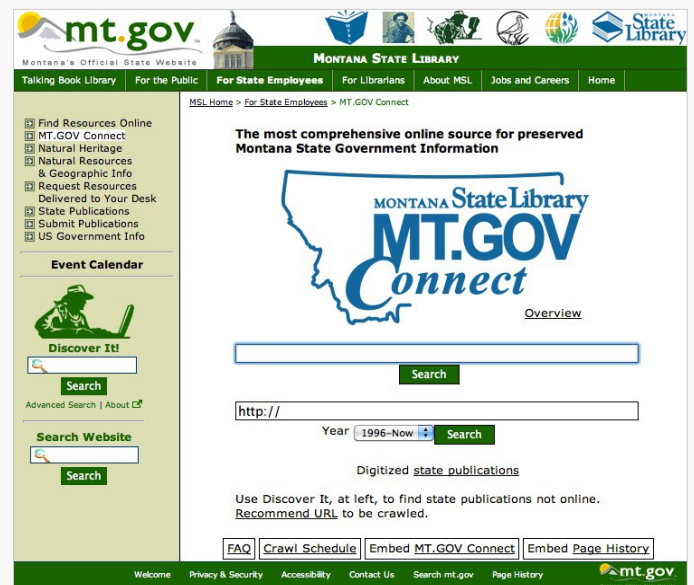 mt.gov
Montana's Official State Website
State
Library
MONTANA STATE LIBRARY
Talking Book Library
For the Public
For State Employees
For Librarians
About MSL
Jobs and Careers
Home
MSL Home > For State Employees > MT.GOV Connect
Find Resources Online
MT.GOV Connect
Natural Heritage
Natural Resources
& Geographic Info
Request Resources
Delivered to Your Desk
State Publications
Submit Publications
US Government Info
Event Calendar
Discover It!
Search
Advanced Search | About
Search Website
Search
The most comprehensive online source for preserved
Montana State Government Information
MONTANA State Library
MT.GOV
Connect
Overview
Search
http://
Year 1996-Now Search
Digitized state publications
Use Discover It, at left, to find state publications not online.
Recommend URL to be crawled.
FAQ
Crawl Schedule
Embed MT.GOV Connect
Embed Page History
Welcome
Privacy & Security
Accessibility
Contact Us
Search mt.gov
Page History
mt.gov